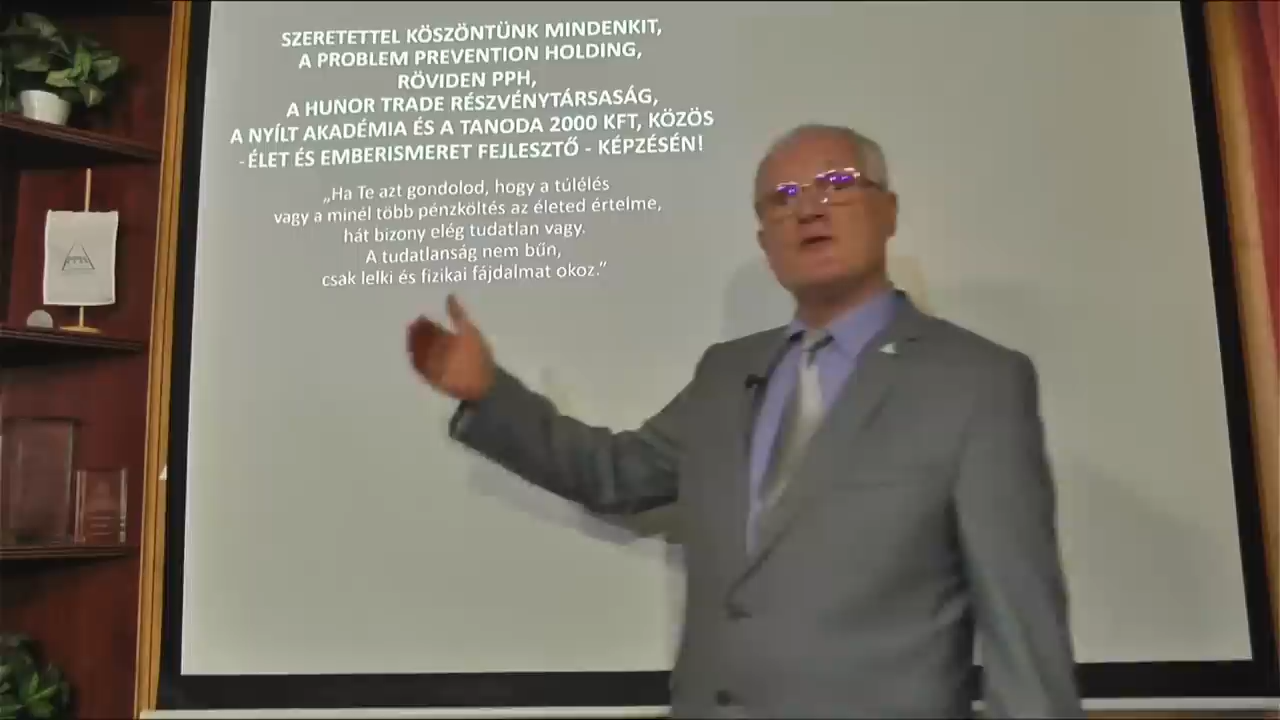 SZERETETTEL KÖSZÖNTÜNK MINDENKIT,
A PROBLEM PREVENTION HOLDING,
RÖVIDEN PPH,
A HUNOR TRADE RÉSZVÉNYTÁRSASÁG,
A NYÍLT AKADÉMIA ÉS A TANODA 2000 KFT, KÖZÖS
- ÉLET ÉS EMBERISMERET FEJLESZTŐ - KÉPZÉSÉN!
„Ha Te azt gondolod, hogy a túlélés
vagy a minél több pénzköltés az életed értelme,
hát bizony elég tudatlan vagy.
A tudatlanság nem bűn,
csak lelki és fizikai fájdalmat okoz.”